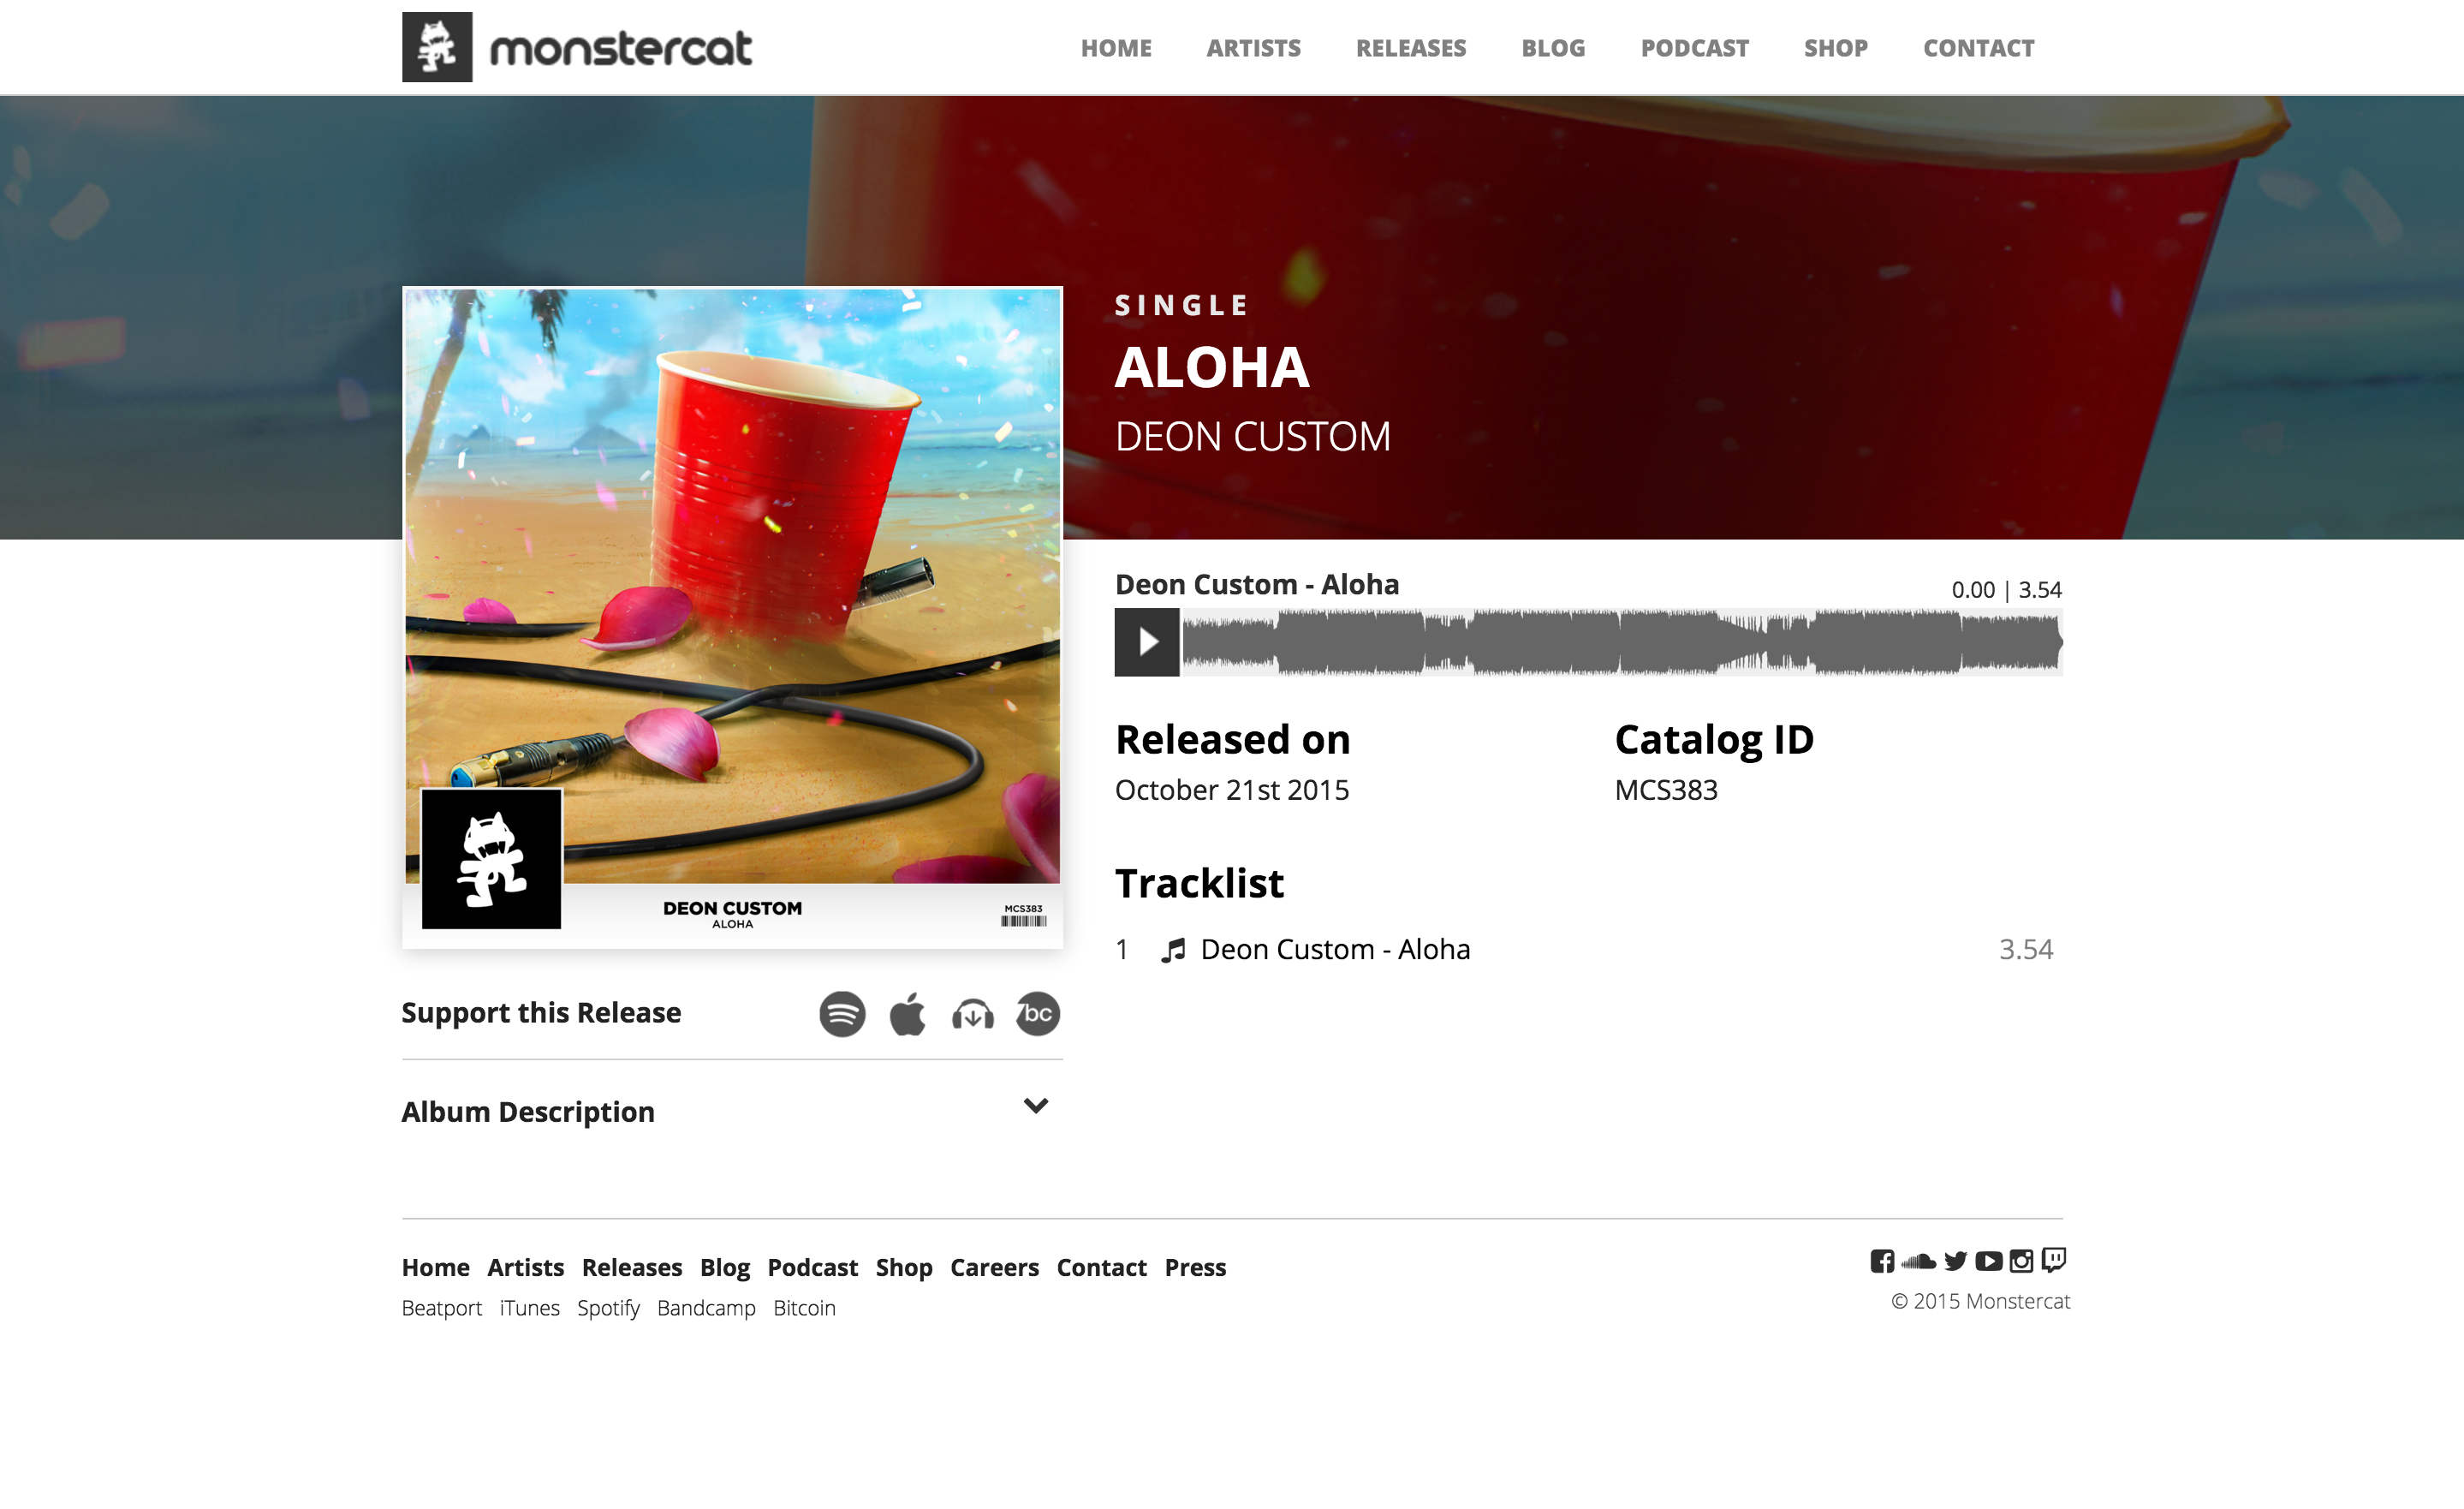 monstercat
HOME ARTISTS RELEASES BLOG PODCAST SHOP CONTACT
SINGLE
ALOHA
DEON CUSTOM
Deon Custom - Aloha
0.00 | 3.54
Released on
October 21st 2015
Catalog ID
MCS383
Tracklist
1 Deon Custom - Aloha 3.54
DEON CUSTOM
ALOHA
MCS383
Support this Release
bc
Album Description
Home Artists Releases Blog Podcast Shop Careers Contact Press
Beatport iTunes Spotify Bandcamp Bitcoin
© 2015 Monstercat